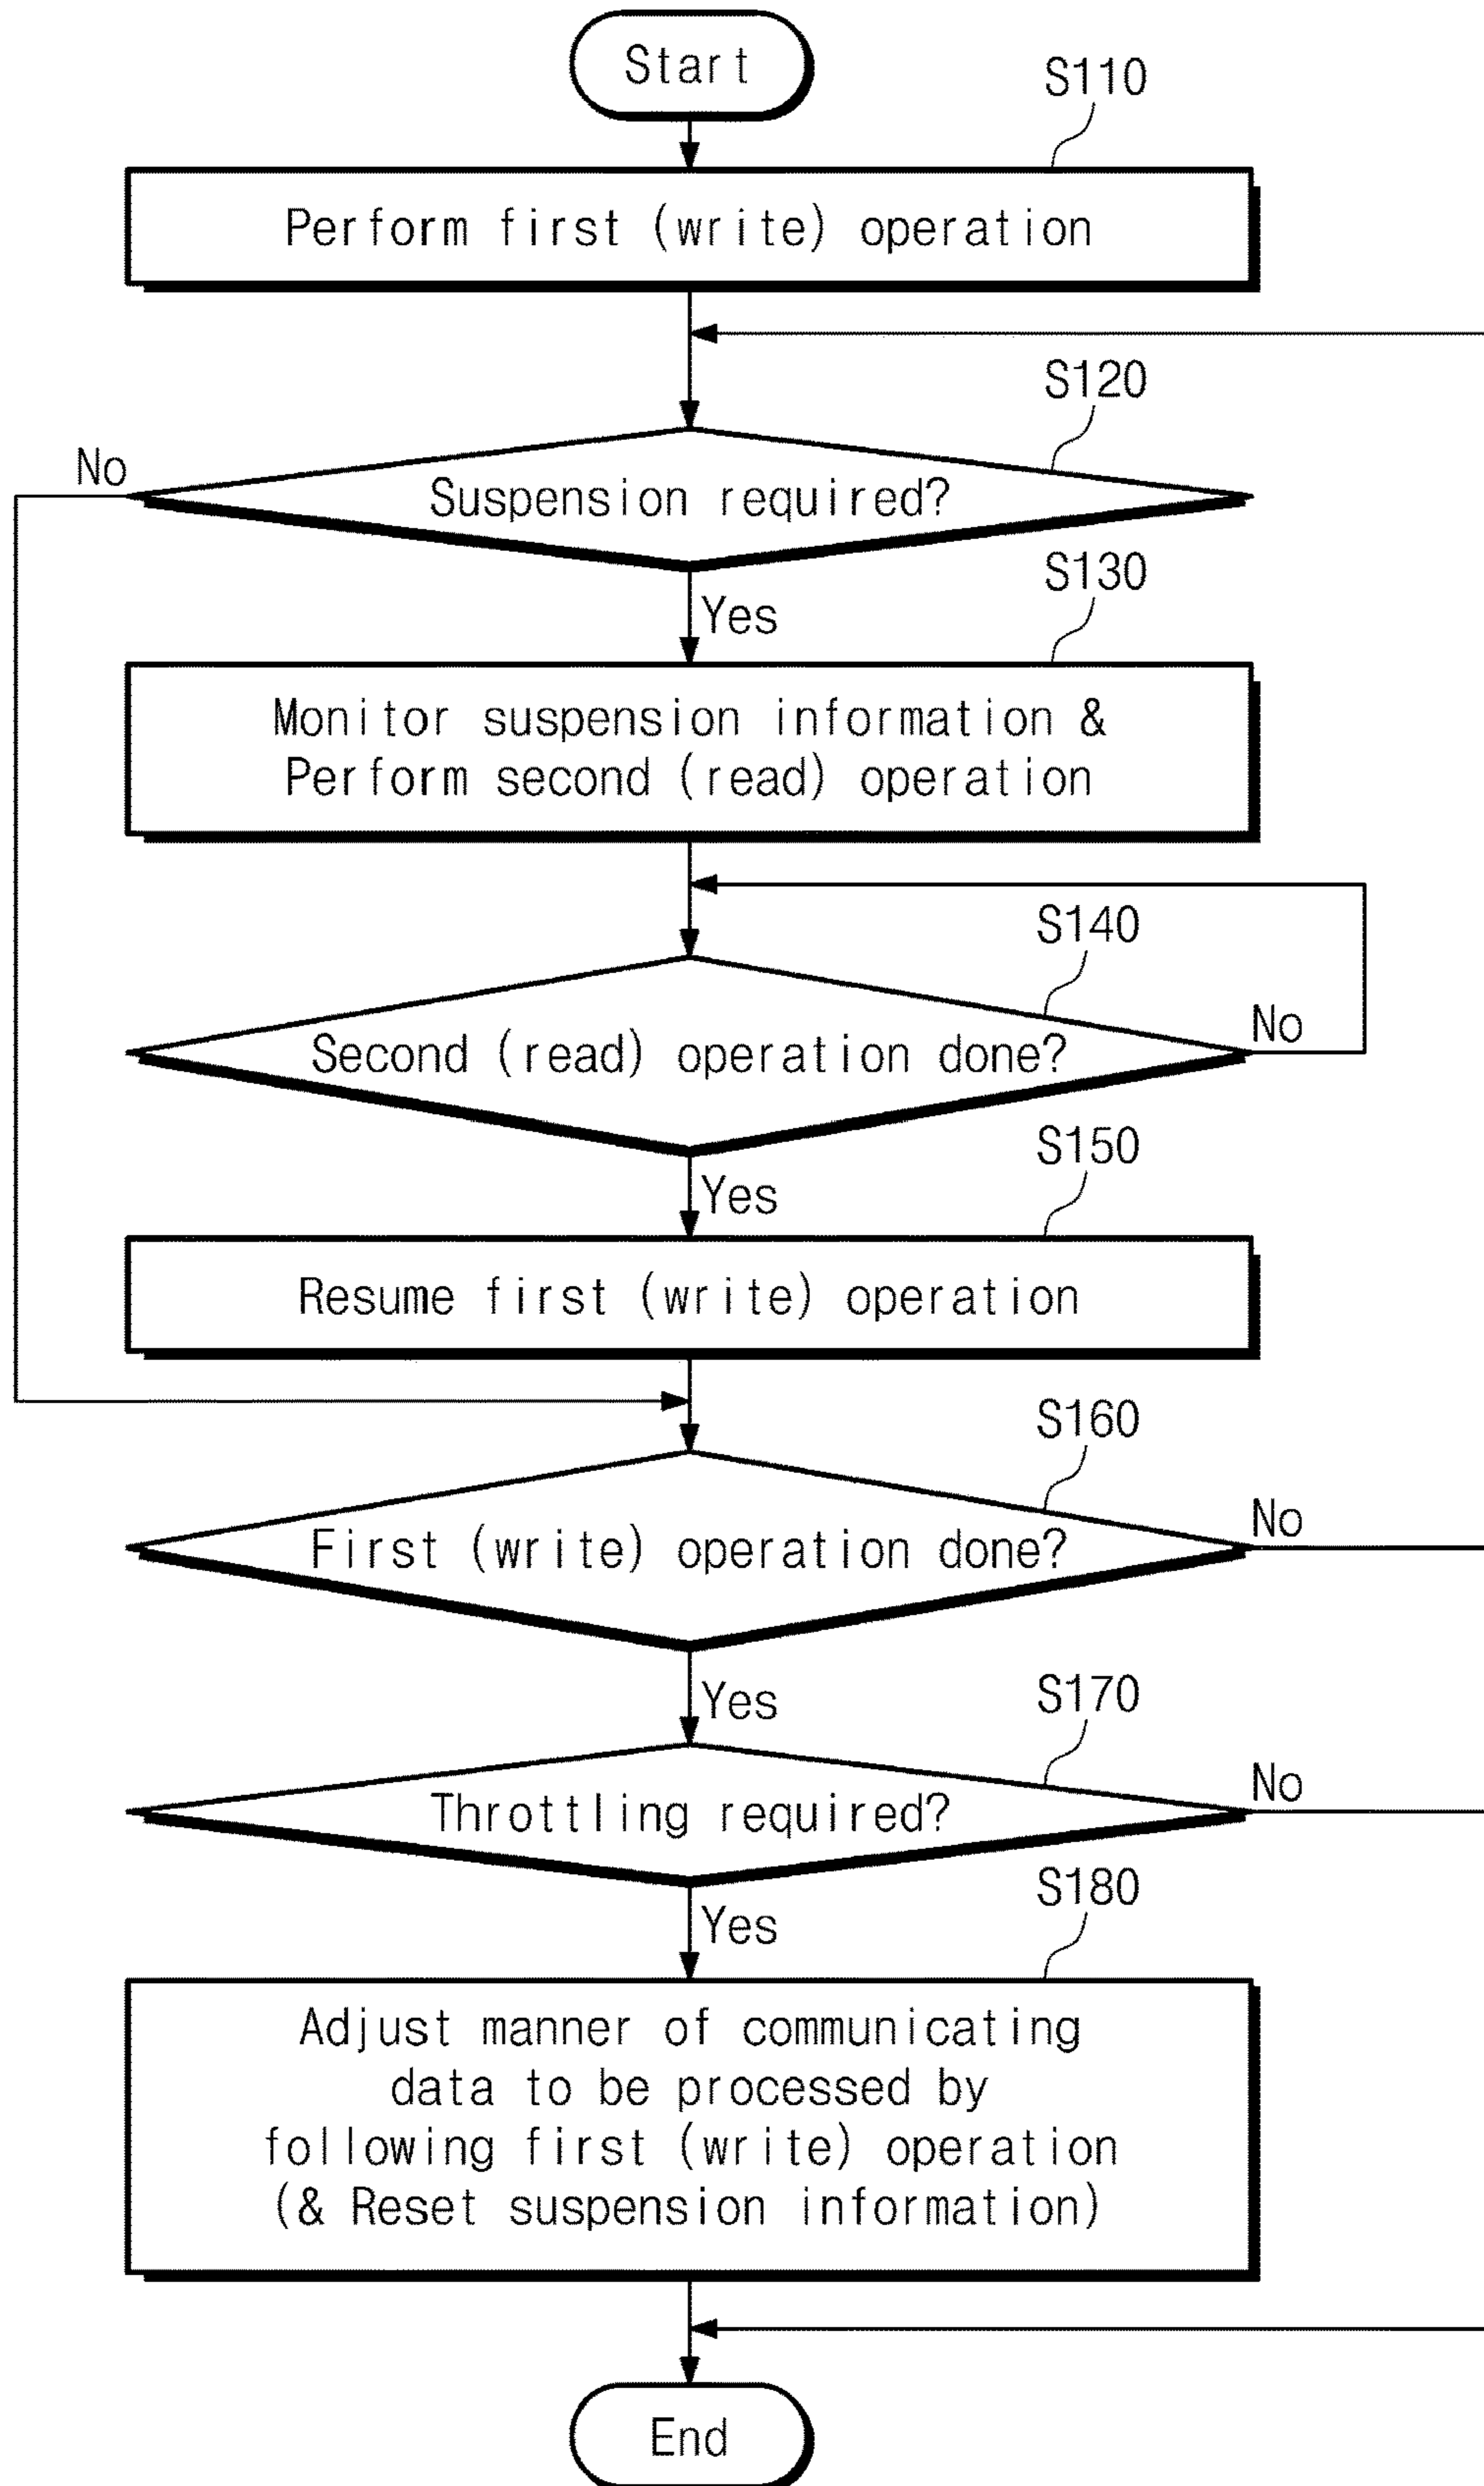 Start
S110
Perform first (write) operation
S120
No
Suspension required?
S130
Yes
Monitor suspension information &
Perform second (read) operation
S140
No
Second (read) operation done?
S150
Yes
Resume first (write) operation
S160
No
First (write) operation done?
S170
Yes
No
Throttling required?
S180
Yes
Adjust manner of communicating
data to be processed by
following first (write) operation
(& Reset suspension information)
End